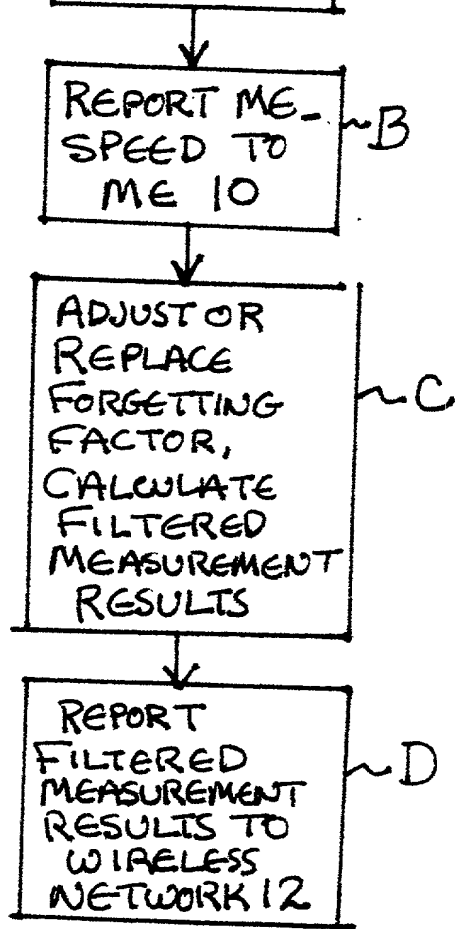 REPORT ME_
SPEED TO
ME 10
B
ADJUST OR
REPLACE
FORGETTING
FACTOR,
CALCULATE
FILTERED
MEASUREMENT
RESULTS
C
REPORT
FILTERED
MEASUREMENT
RESULTS TO
WIRELESS
NETWORK 12
D